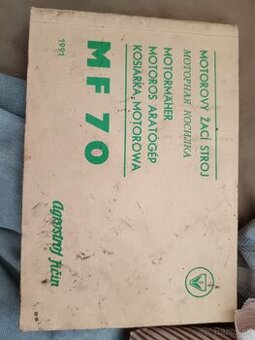 MOTOROVÝ ŽACÍ STROJ
МОТОРНАЯ КОСИЛКА
MOTORMÄHER
MOTOROS ARATÓGÉP
KOSIARKA MOTOROWA
MF 70
1991
Agrostroj Jičín